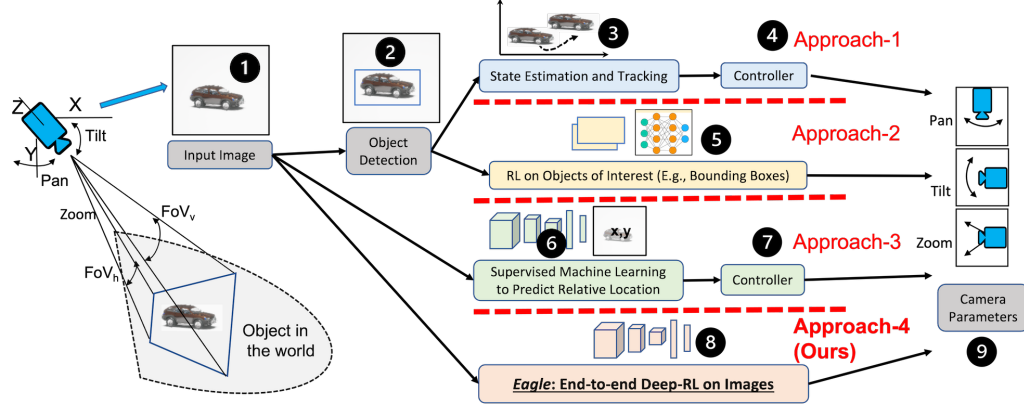 Z
X
Tilt
Y
Pan
Zoom
FoVv
FoVh
Object in
the world
1
Input Image
2
Object
Detection
3
4
Approach-1
State Estimation and Tracking
Controller
5
Approach-2
RL on Objects of Interest (E.g., Bounding Boxes)
6
x,y
7
Approach-3
Supervised Machine Learning
to Predict Relative Location
Controller
8
Approach-4
(Ours)
Eagle: End-to-end Deep-RL on Images
Pan
Tilt
Zoom
Camera
Parameters
9